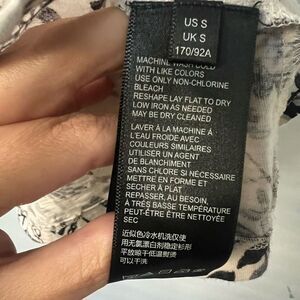 US S
UK S
170/92A
MACHINE WASH COLD
WITH LIKE COLORS
USE ONLY NON-CHLORINE
BLEACH
RESHAPE LAY FLAT TO DRY
LOW IRON AS NEEDED
MAY BE DRY CLEANED
LAVER À LA MACHINE À
L'EAU FROIDE AVEC
COULEURS SIMILAIRES
UTILISER UN AGENT
DE BLANCHIMENT
SANS CHLORE SI NÉCESSAIRE
METTRE EN FORME ET
SÉCHER À PLAT
REPASSER, AU BESOIN,
À TRÈS BASSE TEMPÉRATURE
PEUT-ÊTRE ÊTRE NETTOYÉE
SEC
近似色冷水机洗仅使
用无氯漂白剂稳定衫形
平放晾干低温熨烫
可以干洗